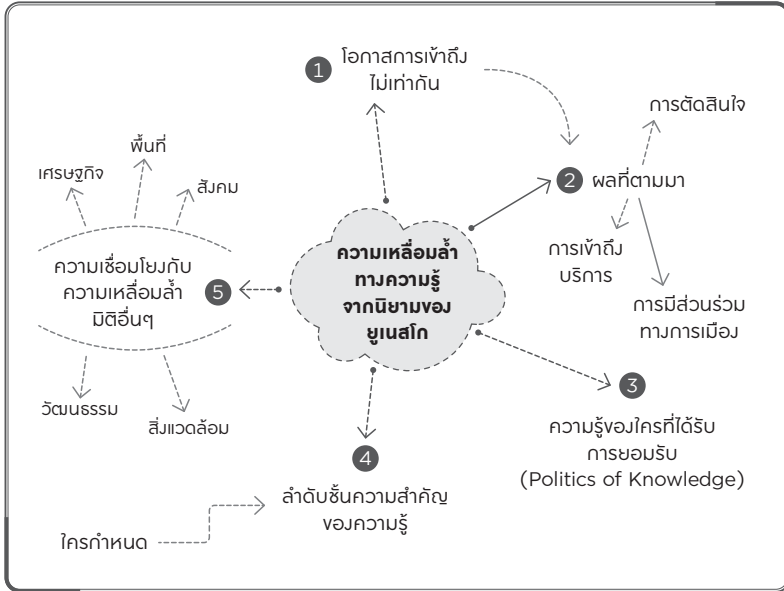 ความเหลื่อมล้ำ
ทางความรู้
จากนิยามของ
ยูเนสโก
1
โอกาสการเข้าถึง
ไม่เท่ากัน
2
ผลที่ตามมา
การตัดสินใจ
การเข้าถึง
บริการ
การมีส่วนร่วม
ทางการเมือง
3
ความรู้ของใครที่ได้รับ
การยอมรับ
(Politics of Knowledge)
4
ลำดับชั้นความสำคัญ
ของความรู้
ใครกำหนด
5
ความเชื่อมโยงกับ
ความเหลื่อมล้ำ
มิติอื่นๆ
เศรษฐกิจ
พื้นที่
สังคม
วัฒนธรรม
สิ่งแวดล้อม